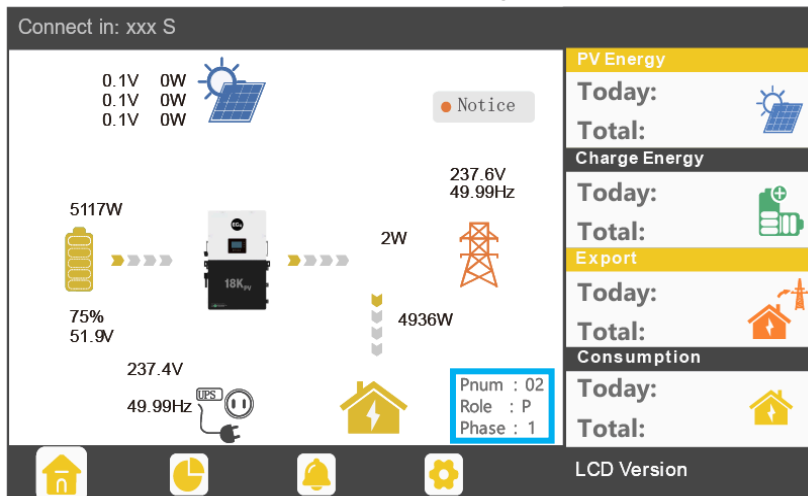 Connect in: xxx S
0.1V 0W
0.1V 0W
0.1V 0W
Notice
237.6V
49.99Hz
5117W
2W
18KPV
75%
51.9V
4936W
237.4V
UPS
49.99Hz
Pnum : 02
Role : P
Phase : 1
PV Energy
Today:
Total:
Charge Energy
Today:
Total:
Export
Today:
Total:
Consumption
Today:
Total:
LCD Version